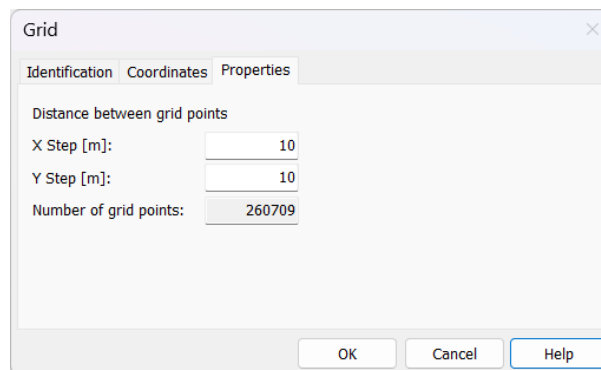 Grid
Identification Coordinates Properties
Distance between grid points
X Step [m]: 10
Y Step [m]: 10
Number of grid points: 260709
OK Cancel Help